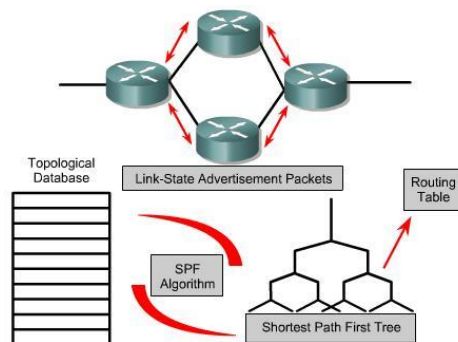 Link-State Advertisement Packets
Topological
Database
Routing
Table
SPF
Algorithm
Shortest Path First Tree